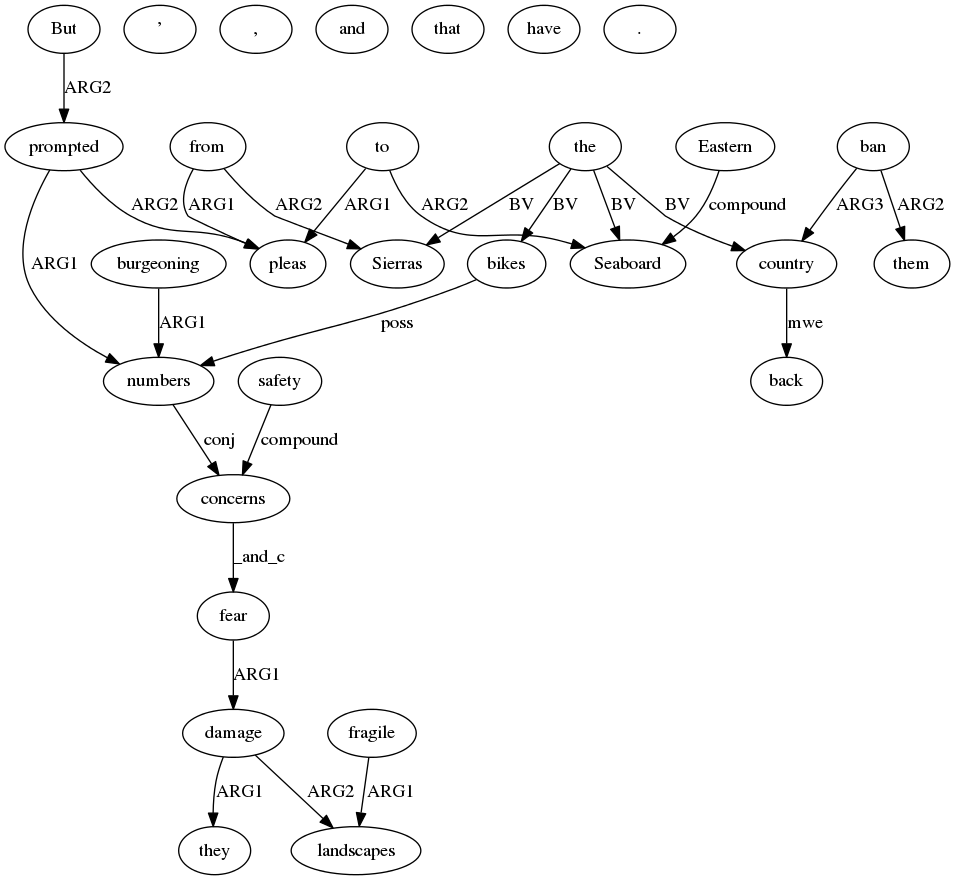 But ’ , and that have .
ARG2
prompted from to the Eastern ban
ARG2 ARG1 ARG2 ARG1 ARG2 BV BV BV BV compound ARG3 ARG2
ARG1 burgeoning pleas Sierras bikes Seaboard country them
ARG1 poss mwe
numbers safety back
conj compound
concerns
_and_c
fear
ARG1
damage fragile
ARG1 ARG2 ARG1
they landscapes